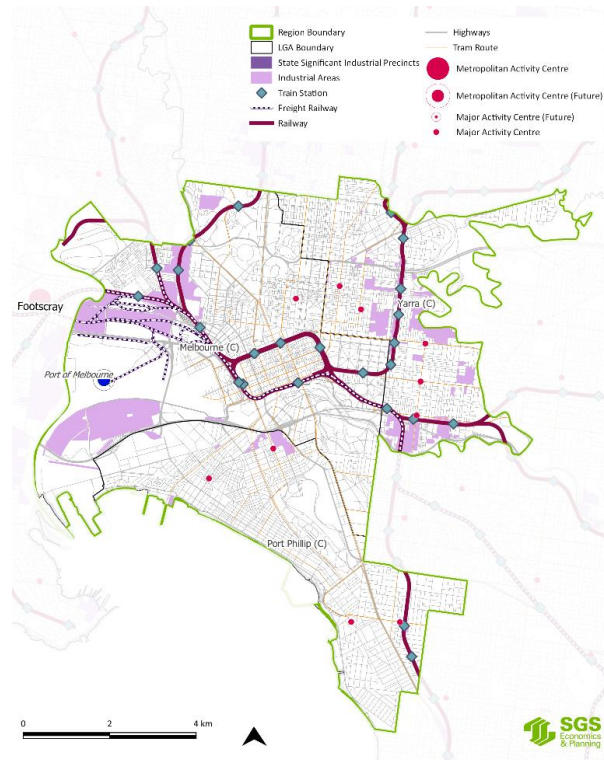 Region Boundary
LGA Boundary
State Significant Industrial Precincts
Industrial Areas
Train Station
Freight Railway
Railway
Highways
Tram Route
Metropolitan Activity Centre
Metropolitan Activity Centre (Future)
Major Activity Centre (Future)
Major Activity Centre
Footscray
Yarra (C)
Melbourne (C)
Port of Melbourne
Port Phillip (C)
0 2 4 km
SGS
Economics
& Planning